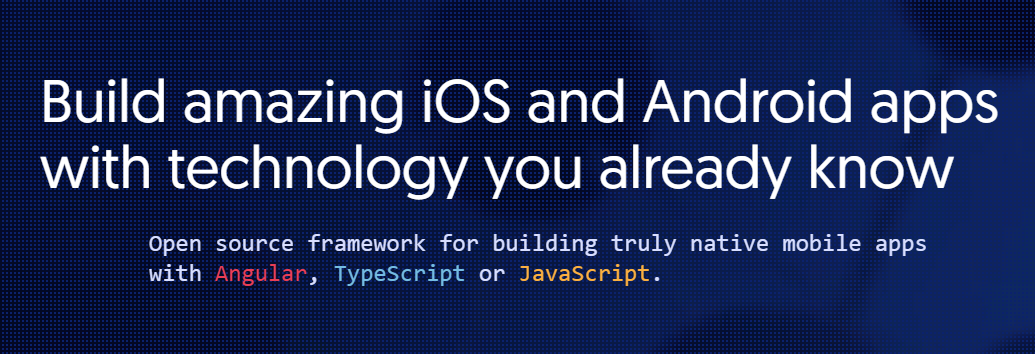 Build amazing iOS and Android apps
with technology you already know
Open source framework for building truly native mobile apps
with Angular, TypeScript or JavaScript.